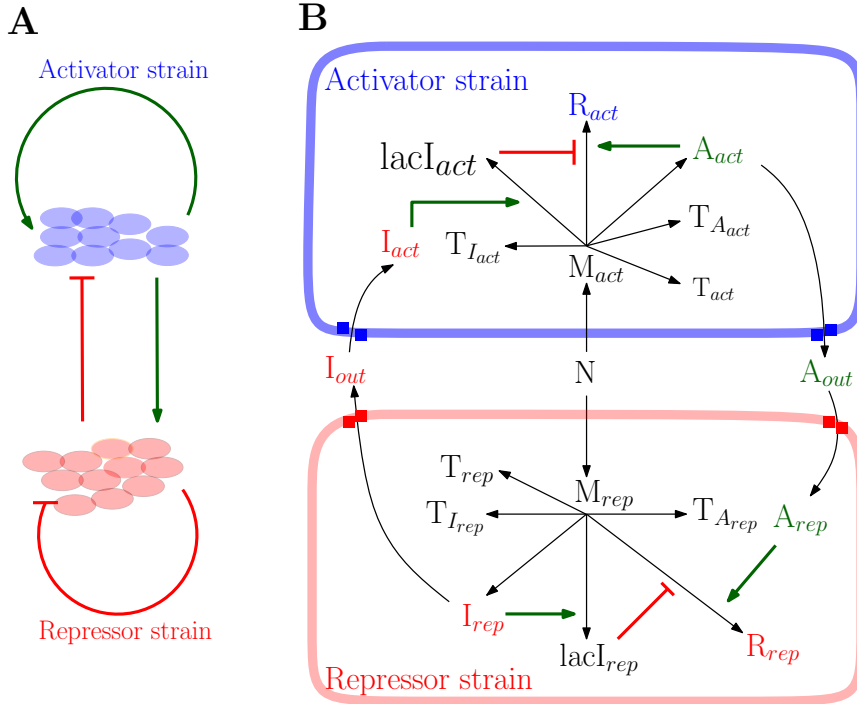 A
Activator strain
Repressor strain
B
Activator strain
R_act
lacI_act
A_act
I_act
T_I_act
T_A_act
M_act
T_act
I_out
N
A_out
T_rep
M_rep
T_I_rep
T_A_rep
A_rep
I_rep
lacI_rep
R_rep
Repressor strain